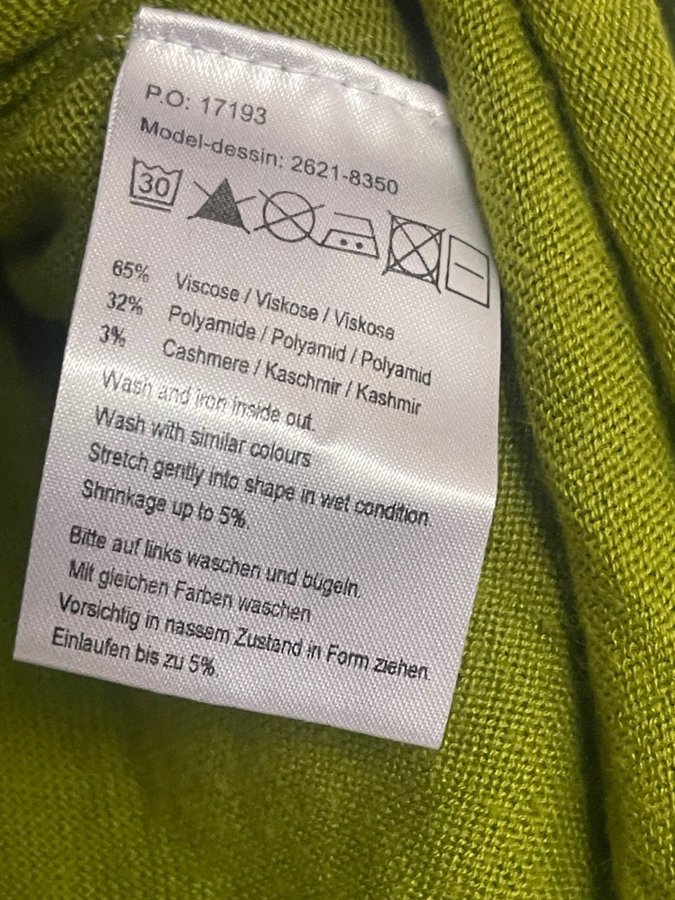 P.O: 17193
Model-dessin: 2621-8350
30
65% Viscose / Viskose / Viskose
32% Polyamide / Polyamid / Polyamid
3% Cashmere / Kaschmir / Kashmir
Wash and iron inside out.
Wash with similar colours
Stretch gently into shape in wet condition.
Shrinkage up to 5%.
Bitte auf links waschen und bügeln.
Mit gleichen Farben waschen
Vorsichtig in nassem Zustand in Form ziehen.
Einlaufen bis zu 5%.